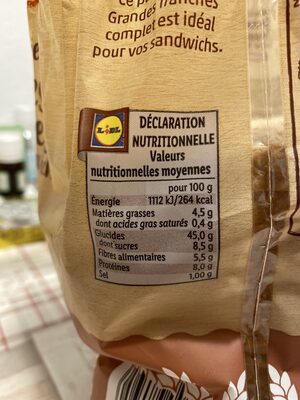 Grandes tranches
complet est idéal
pour vos sandwichs.
LIDL
DÉCLARATION
NUTRITIONNELLE
Valeurs
nutritionnelles moyennes
pour 100 g
Énergie 1112 kJ/264 kcal
Matières grasses 4,5 g
dont acides gras saturés 0,4 g
Glucides 45,0 g
dont sucres 8,5 g
Fibres alimentaires 5,5 g
Protéines 8,0 g
Sel 1,00 g